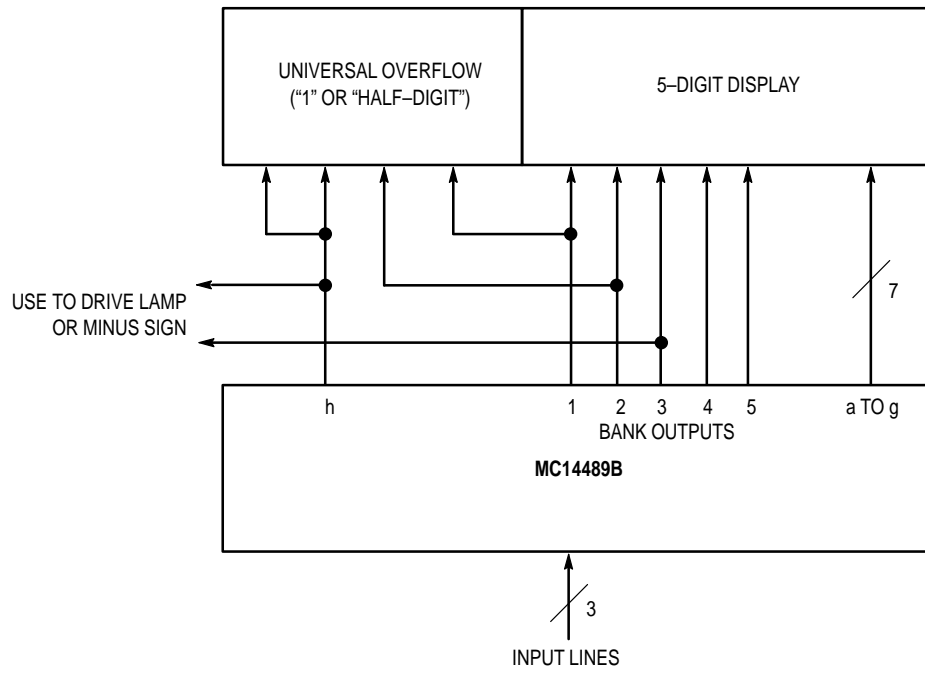 UNIVERSAL OVERFLOW
(“1” OR “HALF–DIGIT”)
5–DIGIT DISPLAY
USE TO DRIVE LAMP
OR MINUS SIGN
7
h
1 2 3 4 5
a TO g
BANK OUTPUTS
MC14489B
3
INPUT LINES